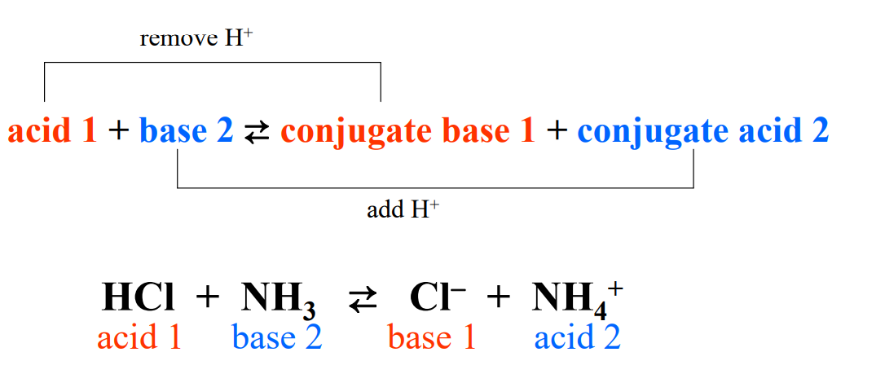 remove H⁺
acid 1 + base 2 ⇄ conjugate base 1 + conjugate acid 2
add H⁺
HCl + NH₃ ⇄ Cl⁻ + NH₄⁺
acid 1 base 2 base 1 acid 2